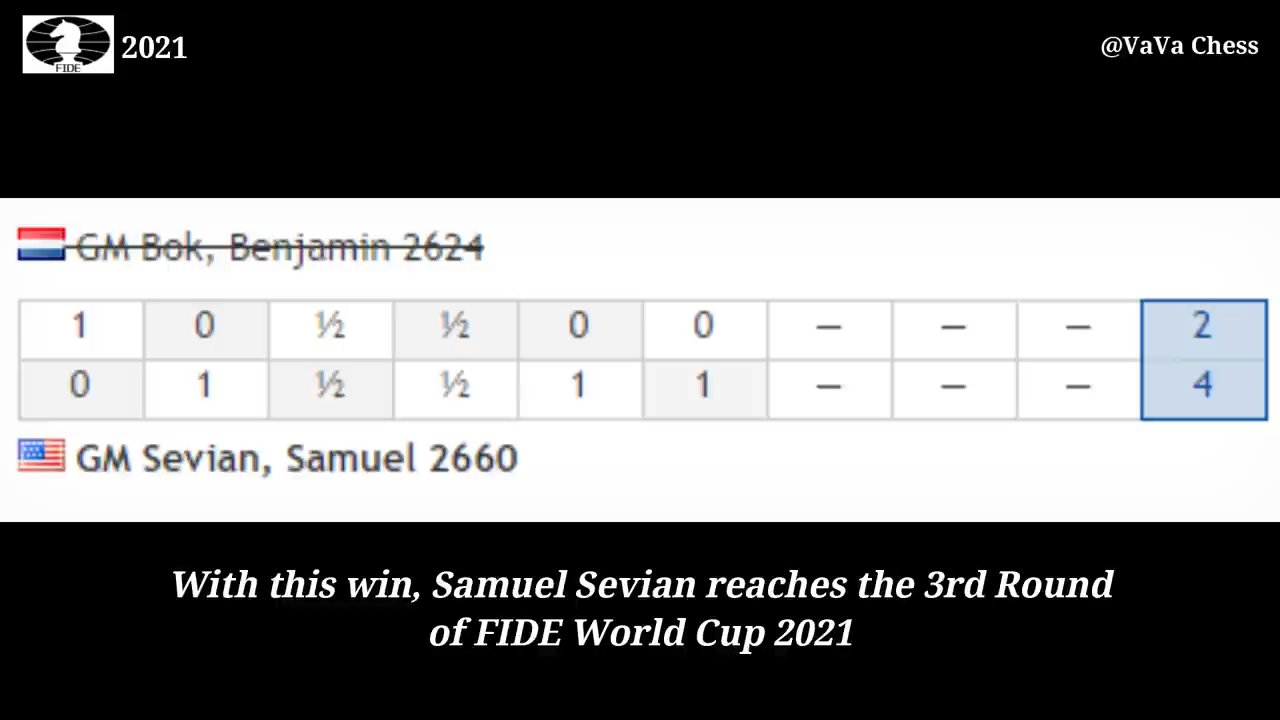 FIDE
2021
@VaVa Chess
GM Bok, Benjamin 2624
1 0 ½ ½ 0 0 — — — 2
0 1 ½ ½ 1 1 — — — 4
GM Sevian, Samuel 2660
With this win, Samuel Sevian reaches the 3rd Round
of FIDE World Cup 2021